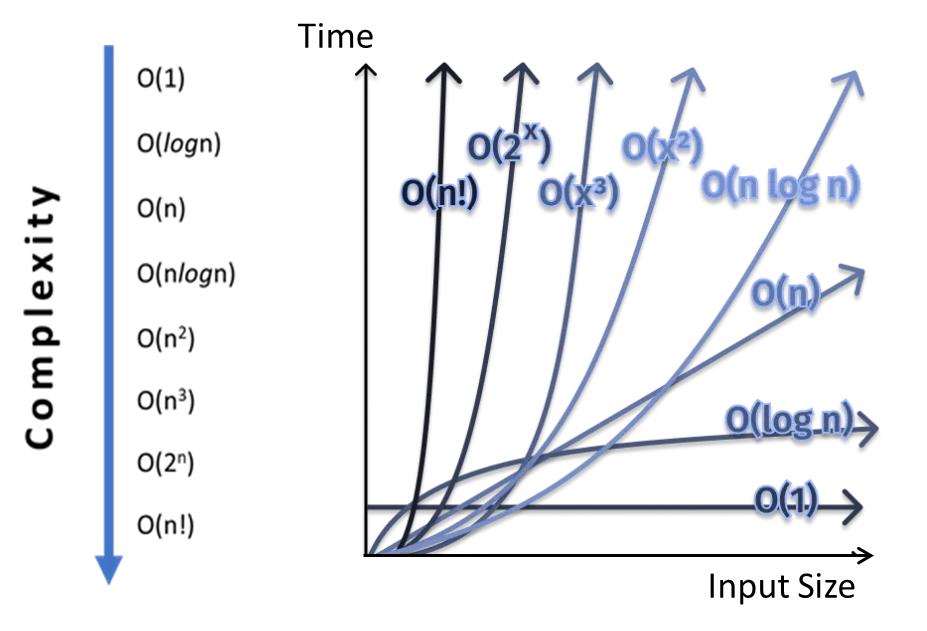 Complexity
O(1)
O(logn)
O(n)
O(nlogn)
O(n²)
O(n³)
O(2ⁿ)
O(n!)
Time
O(n!)
O(2ˣ)
O(x³)
O(x²)
O(n log n)
O(n)
O(log n)
O(1)
Input Size